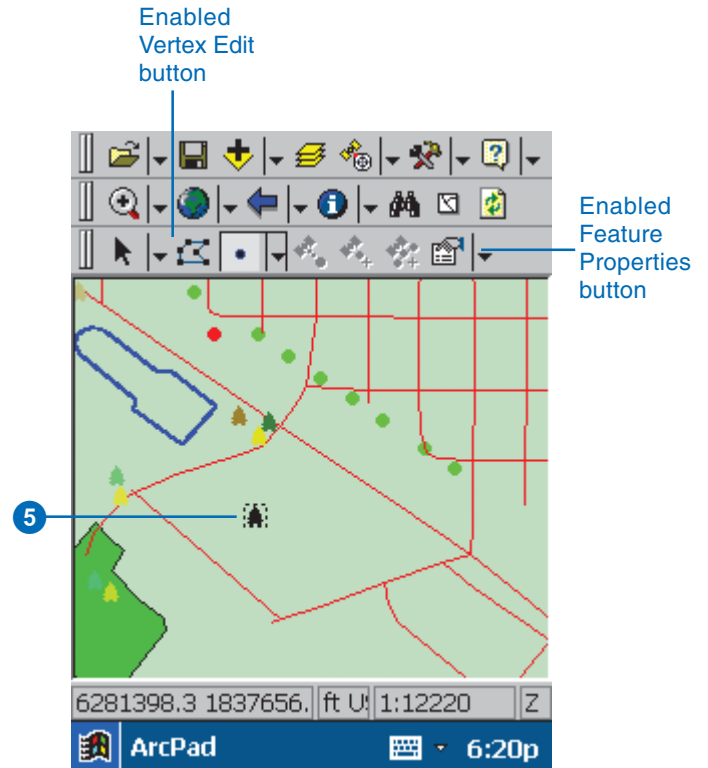 Enabled
Vertex Edit
button
Enabled
Feature
Properties
button
5
6281398.3 1837656. ft U 1:12220 Z
ArcPad 6:20p